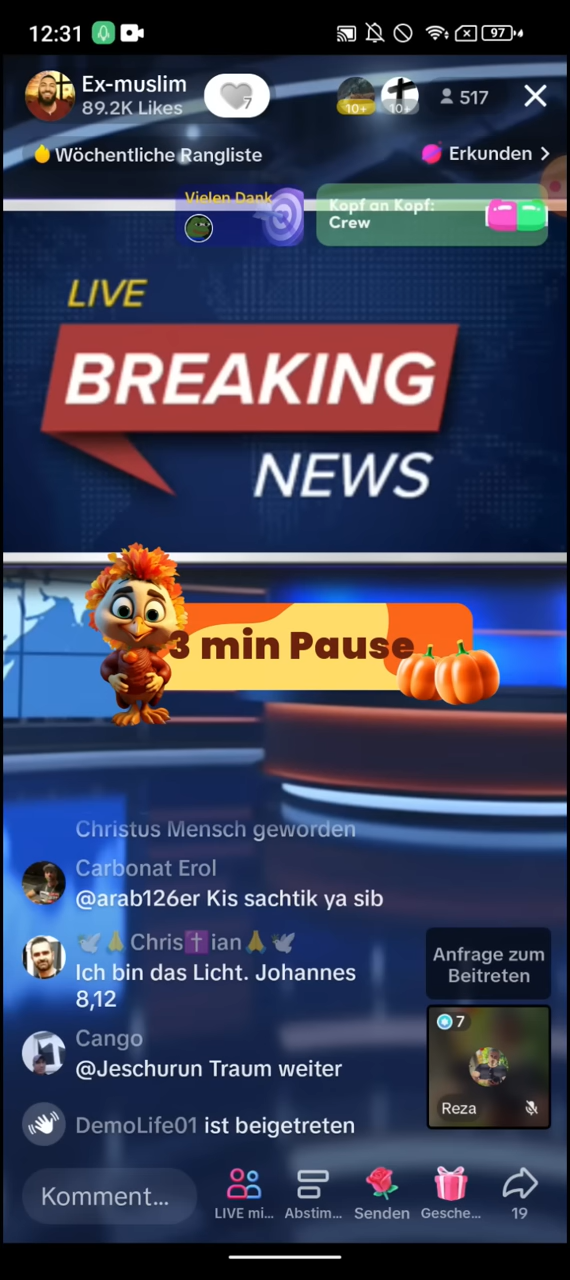 12:31
97
Ex-muslim
89.2K Likes
7
10+
10+
517
Wöchentliche Rangliste
Erkunden
Vielen Dank
Kopf an Kopf:
Crew
LIVE
BREAKING
NEWS
3 min Pause
Christus Mensch geworden
Carbonat Erol
@arab126er Kis sachtik ya sib
🕊️🙏Chris✝️ian🙏🕊️
Ich bin das Licht. Johannes
8,12
Anfrage zum
Beitreten
Cango
@Jeschurun Traum weiter
7
Reza
DemoLife01 ist beigetreten
Komment...
LIVE mi...
Abstim...
Senden
Gesche...
19